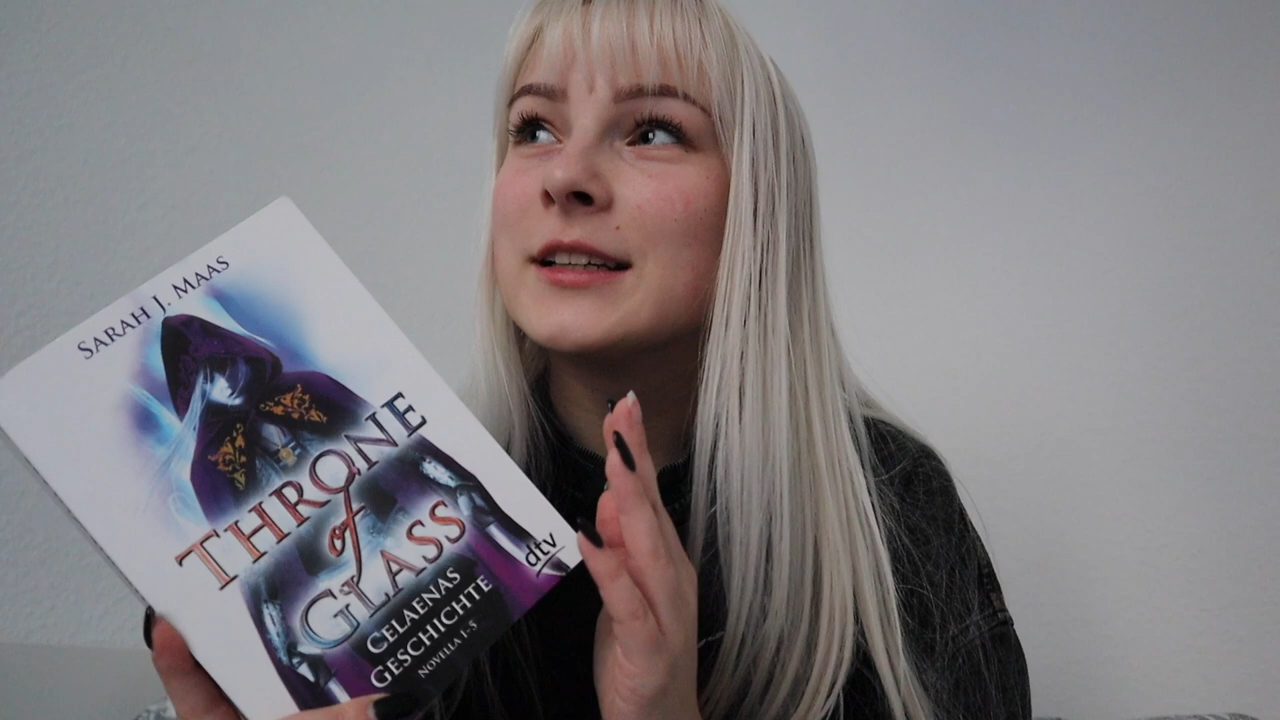 SARAH J. MAAS
THRONE
of
GLASS
CELAENAS
GESCHICHTE
NOVELLA 1-5
dtv